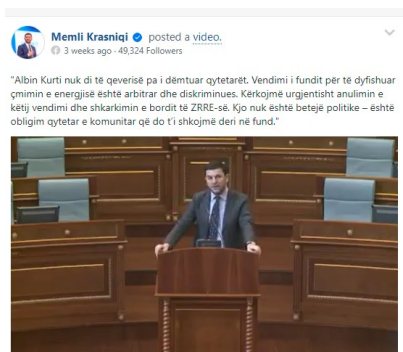 Memli Krasniqi posted a video.
3 weeks ago · 49,324 Followers
"Albin Kurti nuk di të qeverisë pa i dëmtuar qytetarët. Vendimi i fundit për të dyfishuar
çmimin e energjisë është arbitrar dhe diskriminues. Kërkojmë urgjentisht anulimin e
këtij vendimi dhe shkarkimin e bordit të ZRRE-së. Kjo nuk është betejë politike – është
obligim qytetar e komunitar që do t'i shkojmë deri në fund."